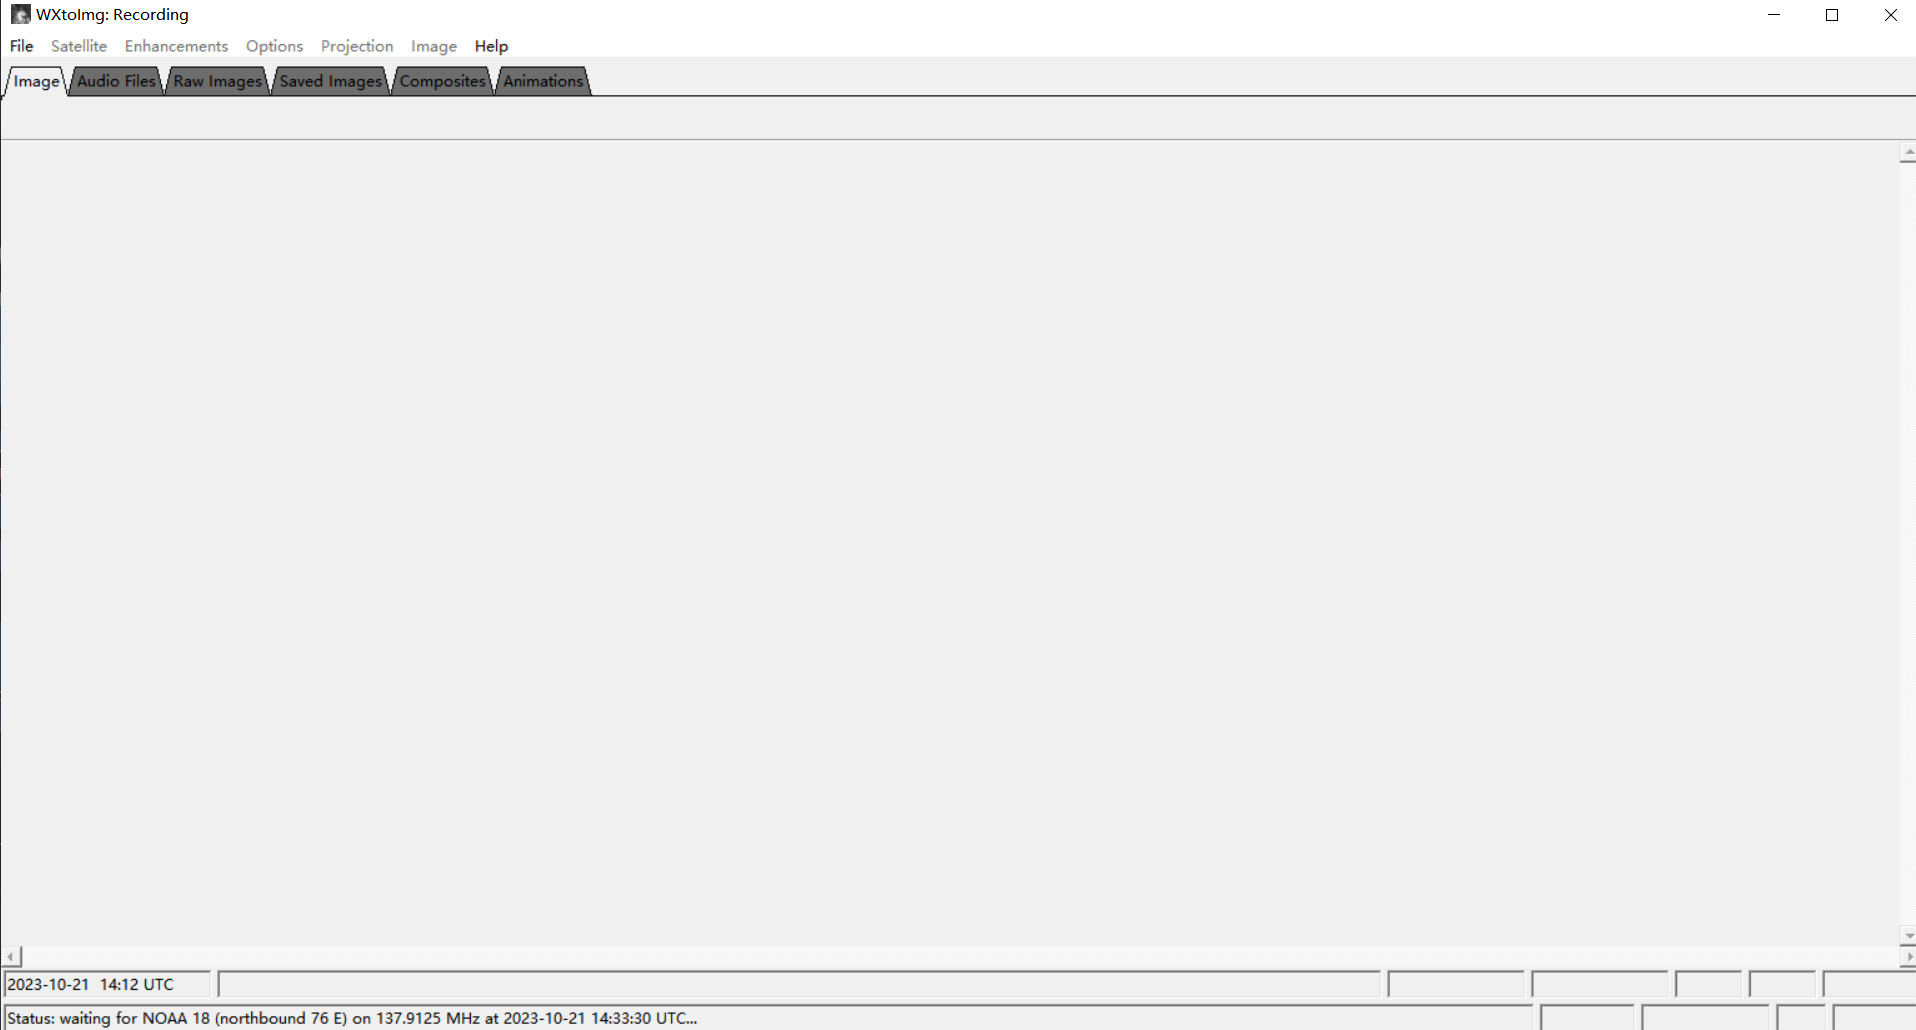 WXtoImg: Recording
File Satellite Enhancements Options Projection Image Help
Image Audio Files Raw Images Saved Images Composites Animations
2023-10-21 14:12 UTC
Status: waiting for NOAA 18 (northbound 76 E) on 137.9125 MHz at 2023-10-21 14:33:30 UTC...